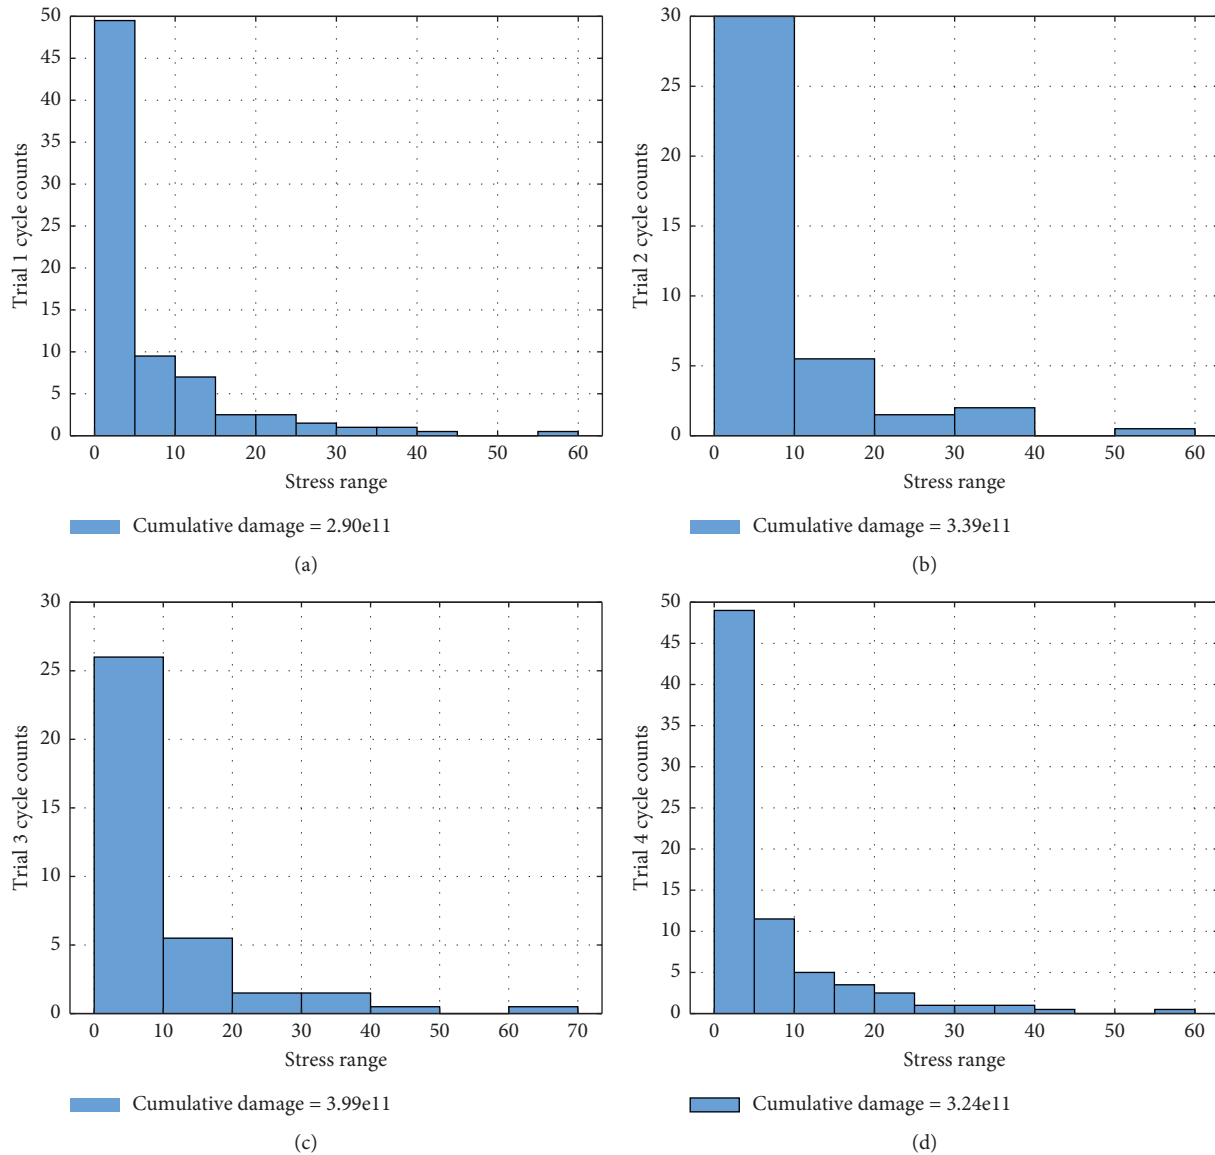 50
45
40
35
30
25
20
15
10
5
0
Trial 1 cycle counts
0 10 20 30 40 50 60
Stress range
Cumulative damage = 2.90e11
(a)
30
25
30
15
10
5
0
Trial 2 cycle counts
0 10 20 30 40 50 60
Stress range
Cumulative damage = 3.39e11
(b)
30
25
20
15
10
5
0
Trial 3 cycle counts
0 10 20 30 40 50 60 70
Stress range
Cumulative damage = 3.99e11
(c)
50
45
40
50
30
25
50
15
10
5
0
Trial 4 cycle counts
0 10 20 30 40 50 60
Stress range
Cumulative damage = 3.24e11
(d)